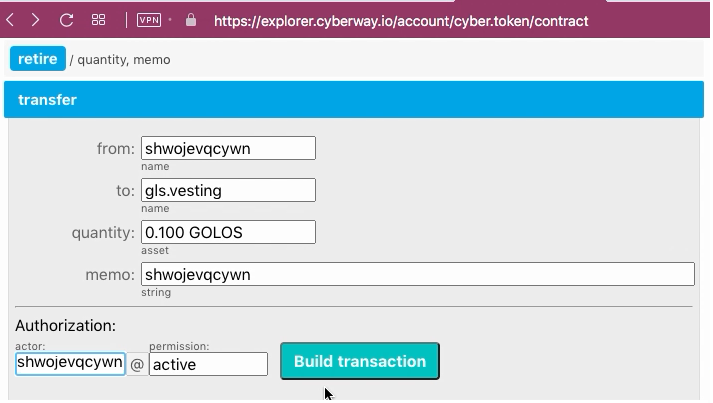 VPN https://explorer.cyberway.io/account/cyber.token/contract
retire / quantity, memo
transfer
from: shwojevqcywn
name
to: gls.vesting
name
quantity: 0.100 GOLOS
asset
memo: shwojevqcywn
string
Authorization:
actor: permission:
shwojevqcywn @ active Build transaction